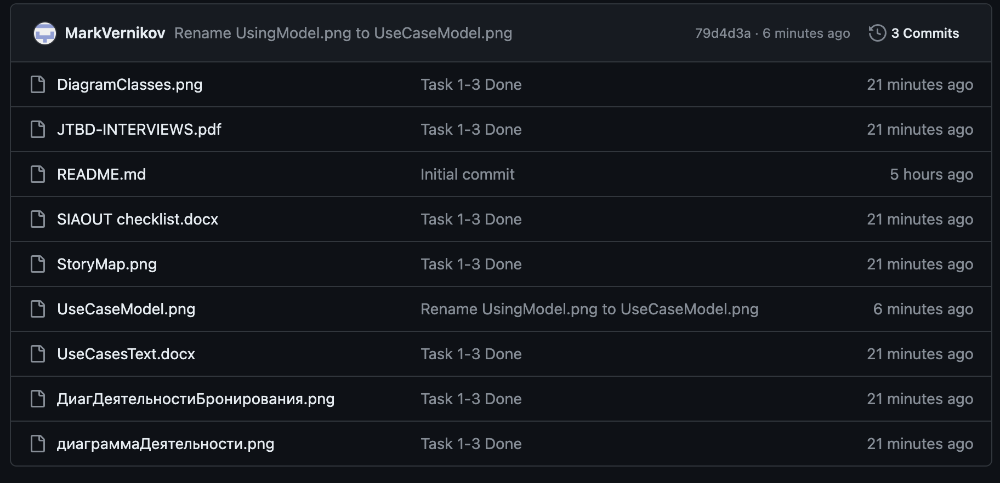 MarkVernikov Rename UsingModel.png to UseCaseModel.png 79d4d3a · 6 minutes ago 3 Commits
DiagramClasses.png Task 1-3 Done 21 minutes ago
JTBD-INTERVIEWS.pdf Task 1-3 Done 21 minutes ago
README.md Initial commit 5 hours ago
SIAOUT checklist.docx Task 1-3 Done 21 minutes ago
StoryMap.png Task 1-3 Done 21 minutes ago
UseCaseModel.png Rename UsingModel.png to UseCaseModel.png 6 minutes ago
UseCasesText.docx Task 1-3 Done 21 minutes ago
ДиагДеятельностиБронирования.png Task 1-3 Done 21 minutes ago
диаграммаДеятельности.png Task 1-3 Done 21 minutes ago